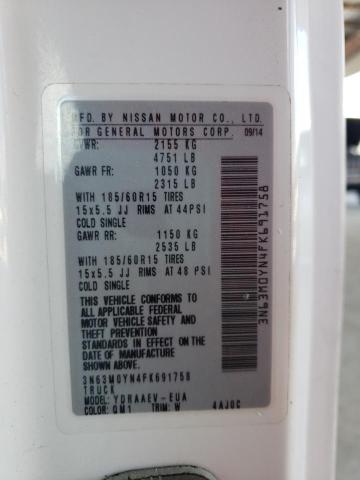 MFD. BY NISSAN MOTOR CO., LTD.
FOR GENERAL MOTORS CORP. 09/14
GVWR: 2155 KG
4751 LB
GAWR FR: 1050 KG
2315 LB
WITH 185/60R15 TIRES
15x5.5 JJ RIMS AT 44PSI
COLD SINGLE
GAWR RR: 1150 KG
2535 LB
WITH 185/60R15 TIRES
15x5.5 JJ RIMS AT 48 PSI
COLD SINGLE
THIS VEHICLE CONFORMS TO
ALL APPLICABLE FEDERAL
MOTOR VEHICLE SAFETY AND
THEFT PREVENTION
STANDARDS IN EFFECT ON
THE DATE OF MANUFACTURE
SHOWN ABOVE.
3N63M0YN4FK691758
TRUCK
MODEL: YDRAAEV-EUA
COLOR: QM1 TRIM: W 4AJ0C
3N63M0YN4FK691758